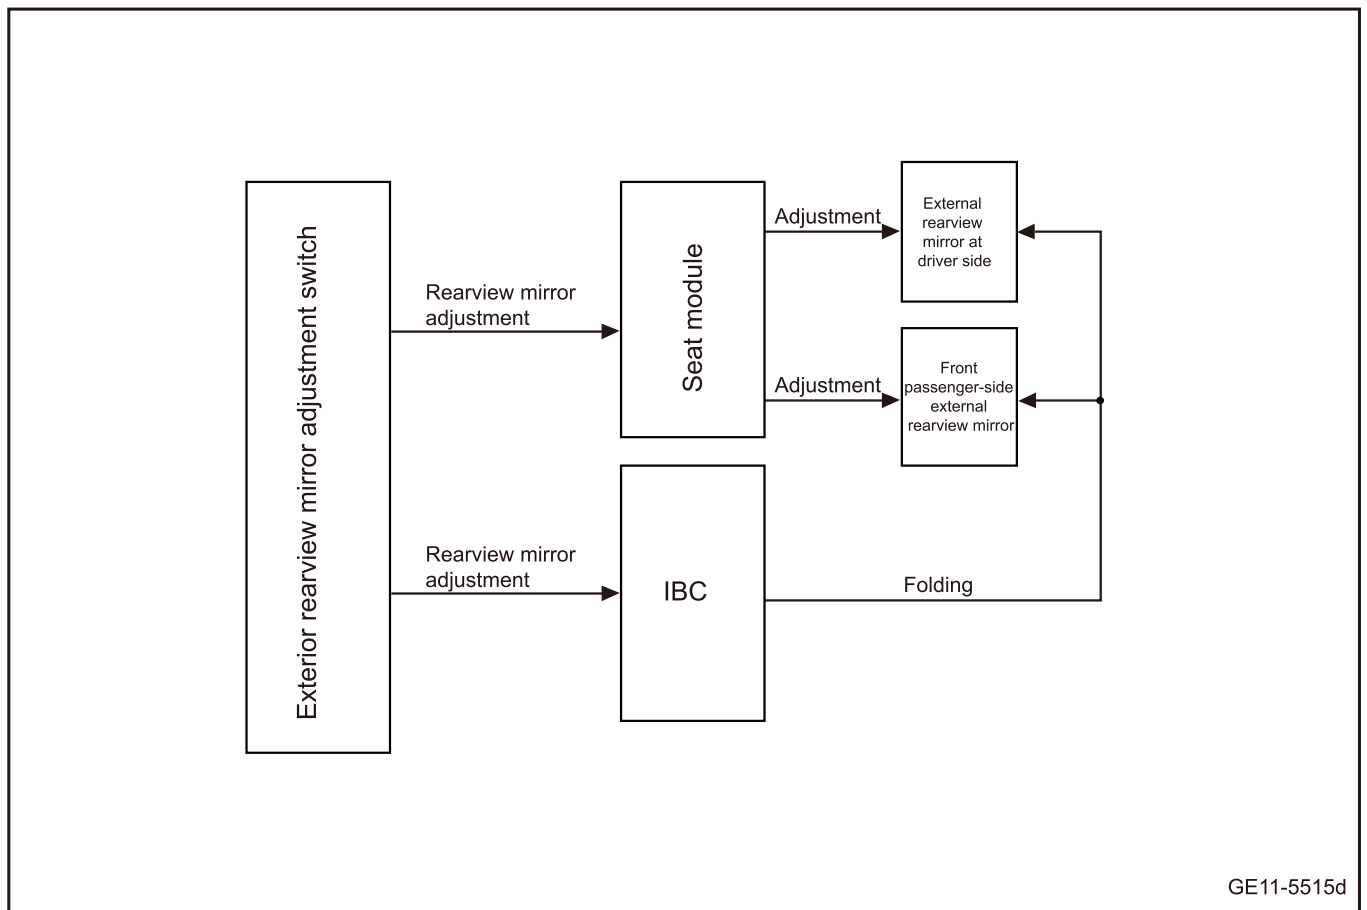 Exterior rearview mirror adjustment switch
Rearview mirror
adjustment
Rearview mirror
adjustment
Seat module
IBC
Adjustment
Adjustment
External
rearview
mirror at
driver side
Front
passenger-side
external
rearview mirror
Folding
GE11-5515d